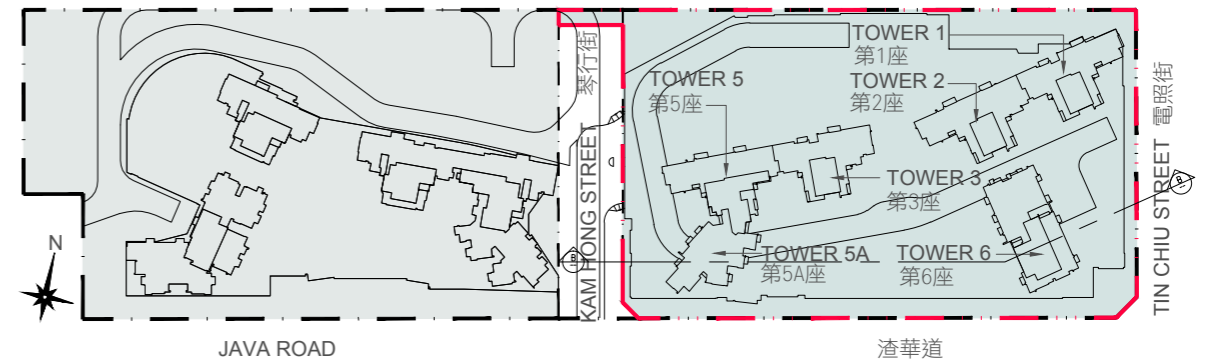 TOWER 1
第1座
TOWER 2
第2座
TOWER 5
第5座
TOWER 3
第3座
TOWER 5A
第5A座
TOWER 6
第6座
琴行街
KAM HONG STREET
電照街
TIN CHIU STREET
N
B
B
JAVA ROAD
渣華道